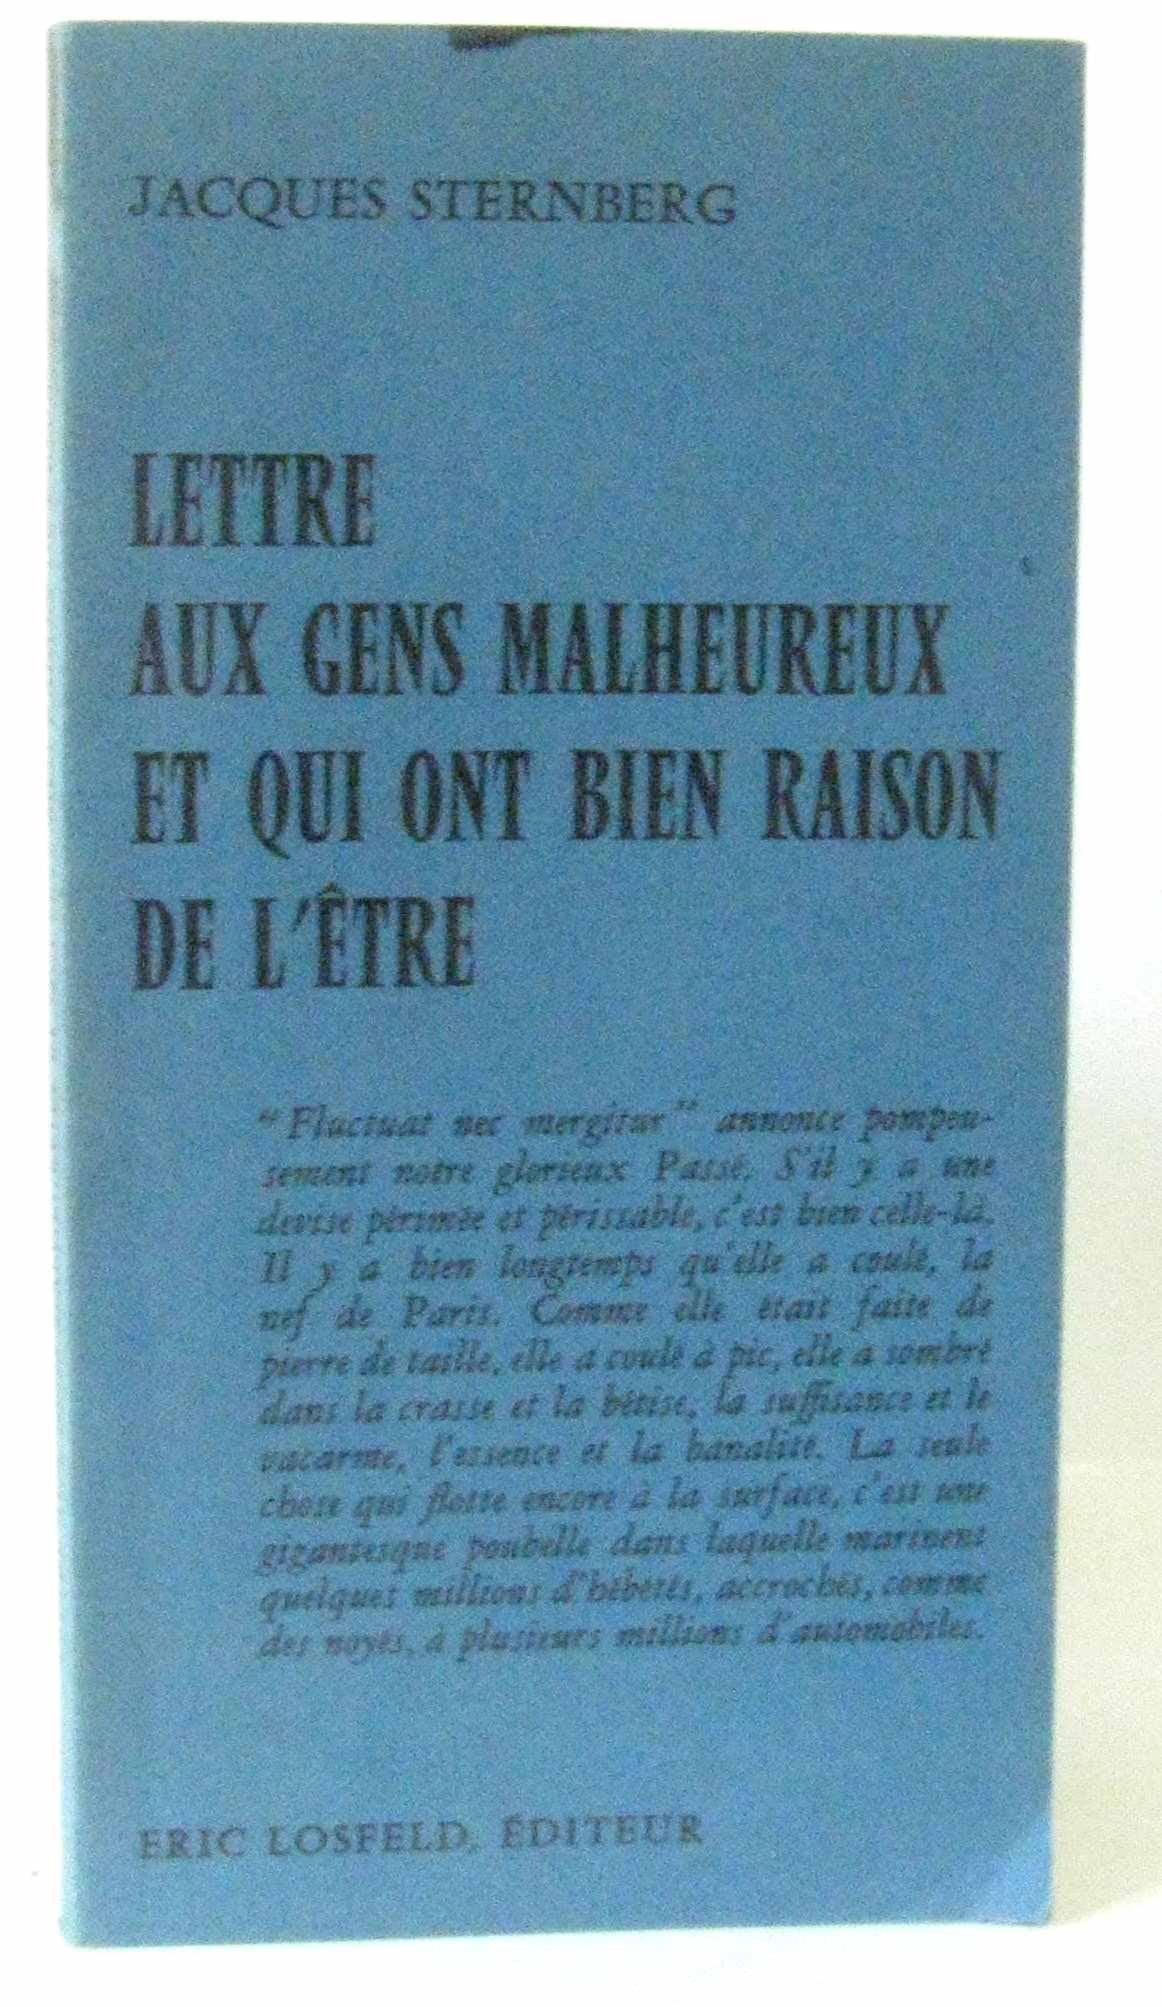 JACQUES STERNBERG
LETTRE
AUX GENS MALHEUREUX
ET QUI ONT BIEN RAISON
DE L'ÊTRE
"Fluctuat nec mergitur" annonce pompeu-
sement notre glorieux Passé. S'il y a une
devise périmée et périssable, c'est bien celle-là.
Il y a bien longtemps qu'elle a coulé, la
nef de Paris. Comme elle était faite de
pierre de taille, elle a coulé à pic, elle a sombré
dans la crasse et la bêtise, la suffisance et le
vacarme, l'essence et la banalité. La seule
chose qui flotte encore à la surface, c'est une
gigantesque poubelle dans laquelle marinent
quelques millions d'hébétés, accrochés, comme
des noyés, à plusieurs millions d'automobiles.
ERIC LOSFELD, ÉDITEUR